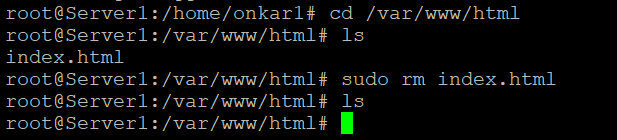 root@Server1:/home/onkar1# cd /var/www/html
root@Server1:/var/www/html# ls
index.html
root@Server1:/var/www/html# sudo rm index.html
root@Server1:/var/www/html# ls
root@Server1:/var/www/html#